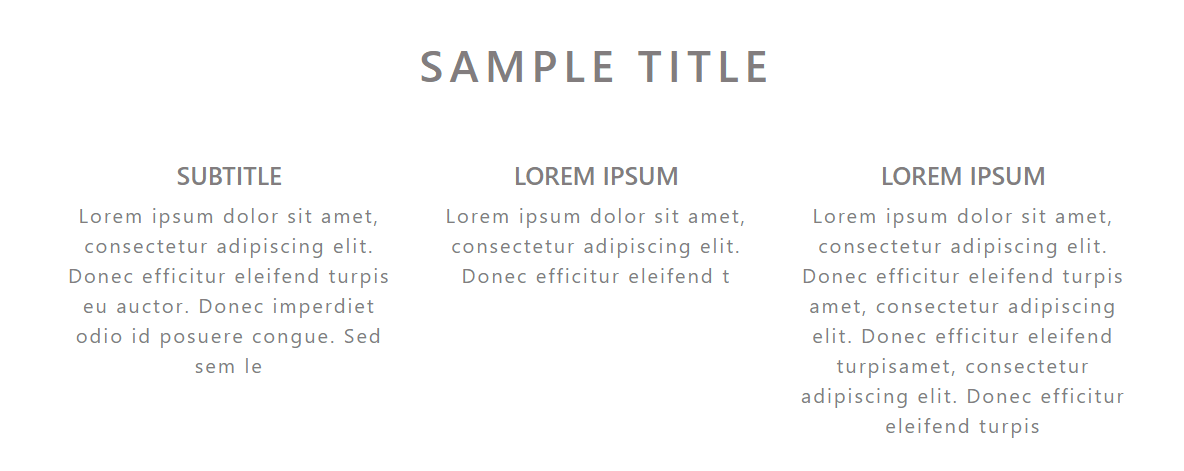 SAMPLE TITLE
SUBTITLE
Lorem ipsum dolor sit amet,
consectetur adipiscing elit.
Donec efficitur eleifend turpis
eu auctor. Donec imperdiet
odio id posuere congue. Sed
sem le
LOREM IPSUM
Lorem ipsum dolor sit amet,
consectetur adipiscing elit.
Donec efficitur eleifend t
LOREM IPSUM
Lorem ipsum dolor sit amet,
consectetur adipiscing elit.
Donec efficitur eleifend turpis
amet, consectetur adipiscing
elit. Donec efficitur eleifend
turpisamet, consectetur
adipiscing elit. Donec efficitur
eleifend turpis